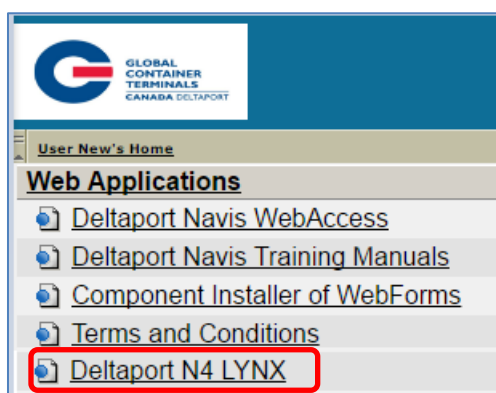 GLOBAL
CONTAINER
TERMINALS
CANADA DELTAPORT
User New's Home
Web Applications
Deltaport Navis WebAccess
Deltaport Navis Training Manuals
Component Installer of WebForms
Terms and Conditions
Deltaport N4 LYNX